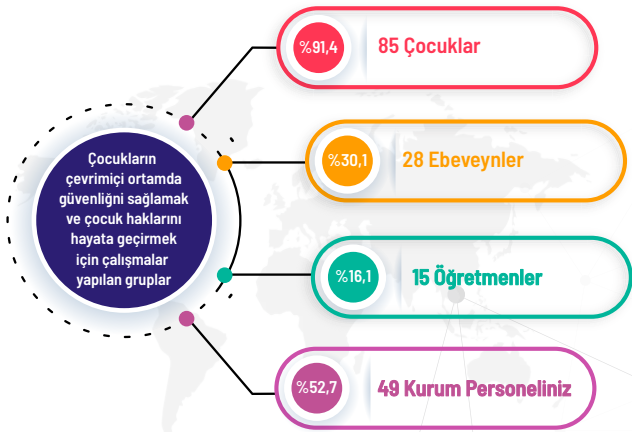 Çocukların
çevrimiçi ortamda
güvenliğni sağlamak
ve çocuk haklarını
hayata geçirmek
için çalışmalar
yapılan gruplar
%91,4 85 Çocuklar
%30,1 28 Ebeveynler
%16,1 15 Öğretmenler
%52,7 49 Kurum Personeliniz